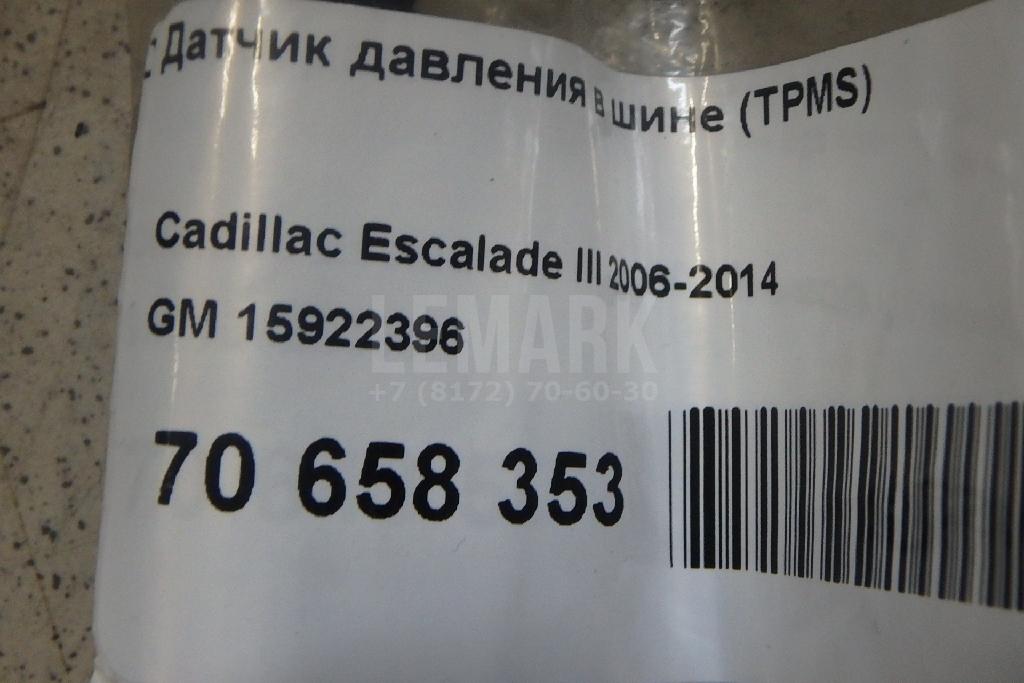 Датчик давления в шине (TPMS)
Cadillac Escalade III 2006-2014
GM 15922396
LEMARK
+7 (8172) 70-60-30
70 658 353